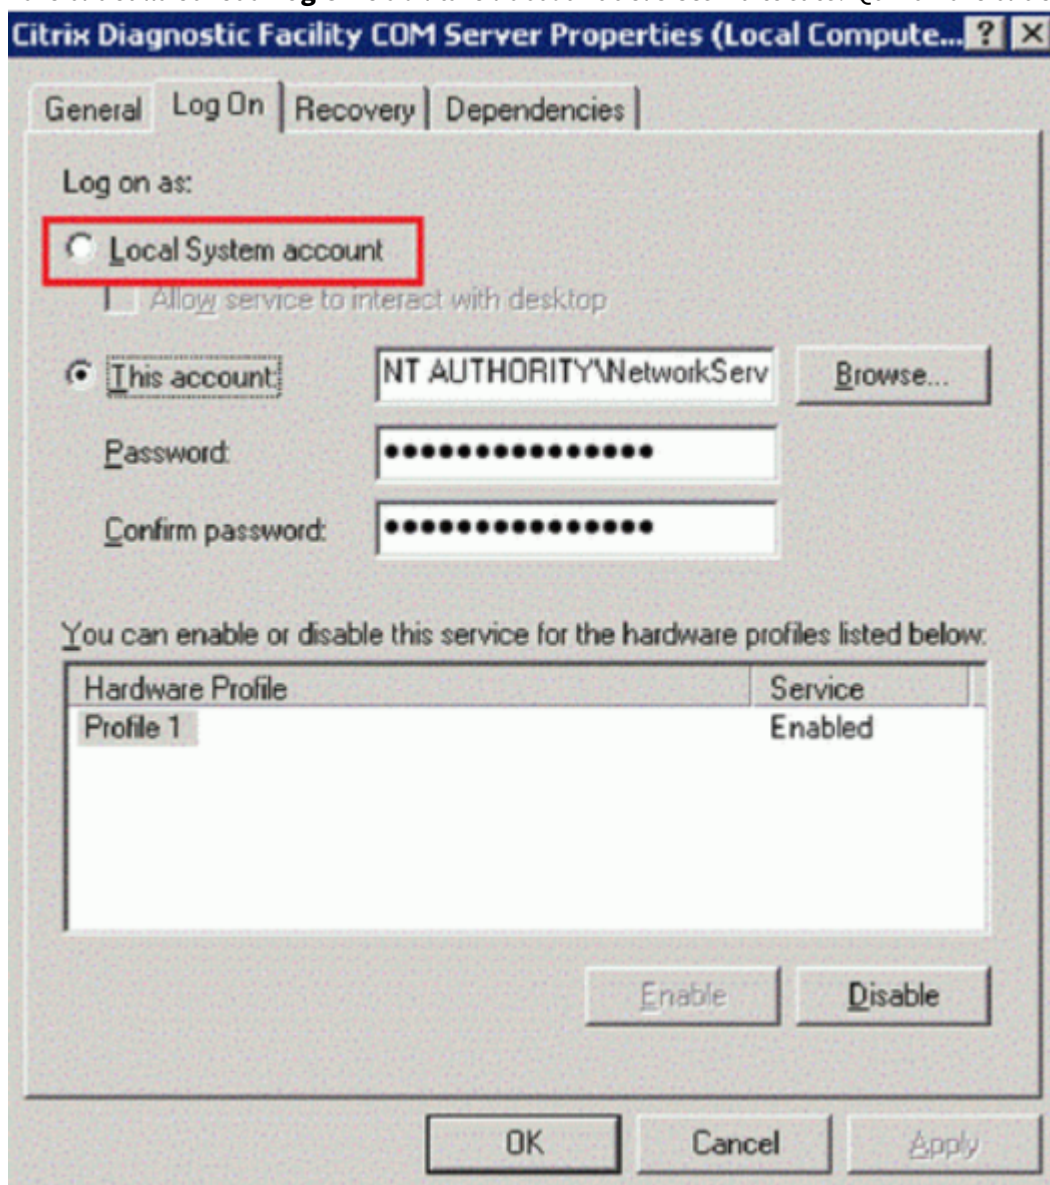 Citrix Diagnostic Facility COM Server Properties (Local Compute... ? X
General Log On Recovery Dependencies
Log on as:
Local System account
Allow service to interact with desktop
This account: NT AUTHORITY\NetworkServ Browse...
Password: ●●●●●●●●●●●●●●●
Confirm password: ●●●●●●●●●●●●●●●
You can enable or disable this service for the hardware profiles listed below:
Hardware Profile Service
Profile 1 Enabled
Enable Disable
OK Cancel Apply